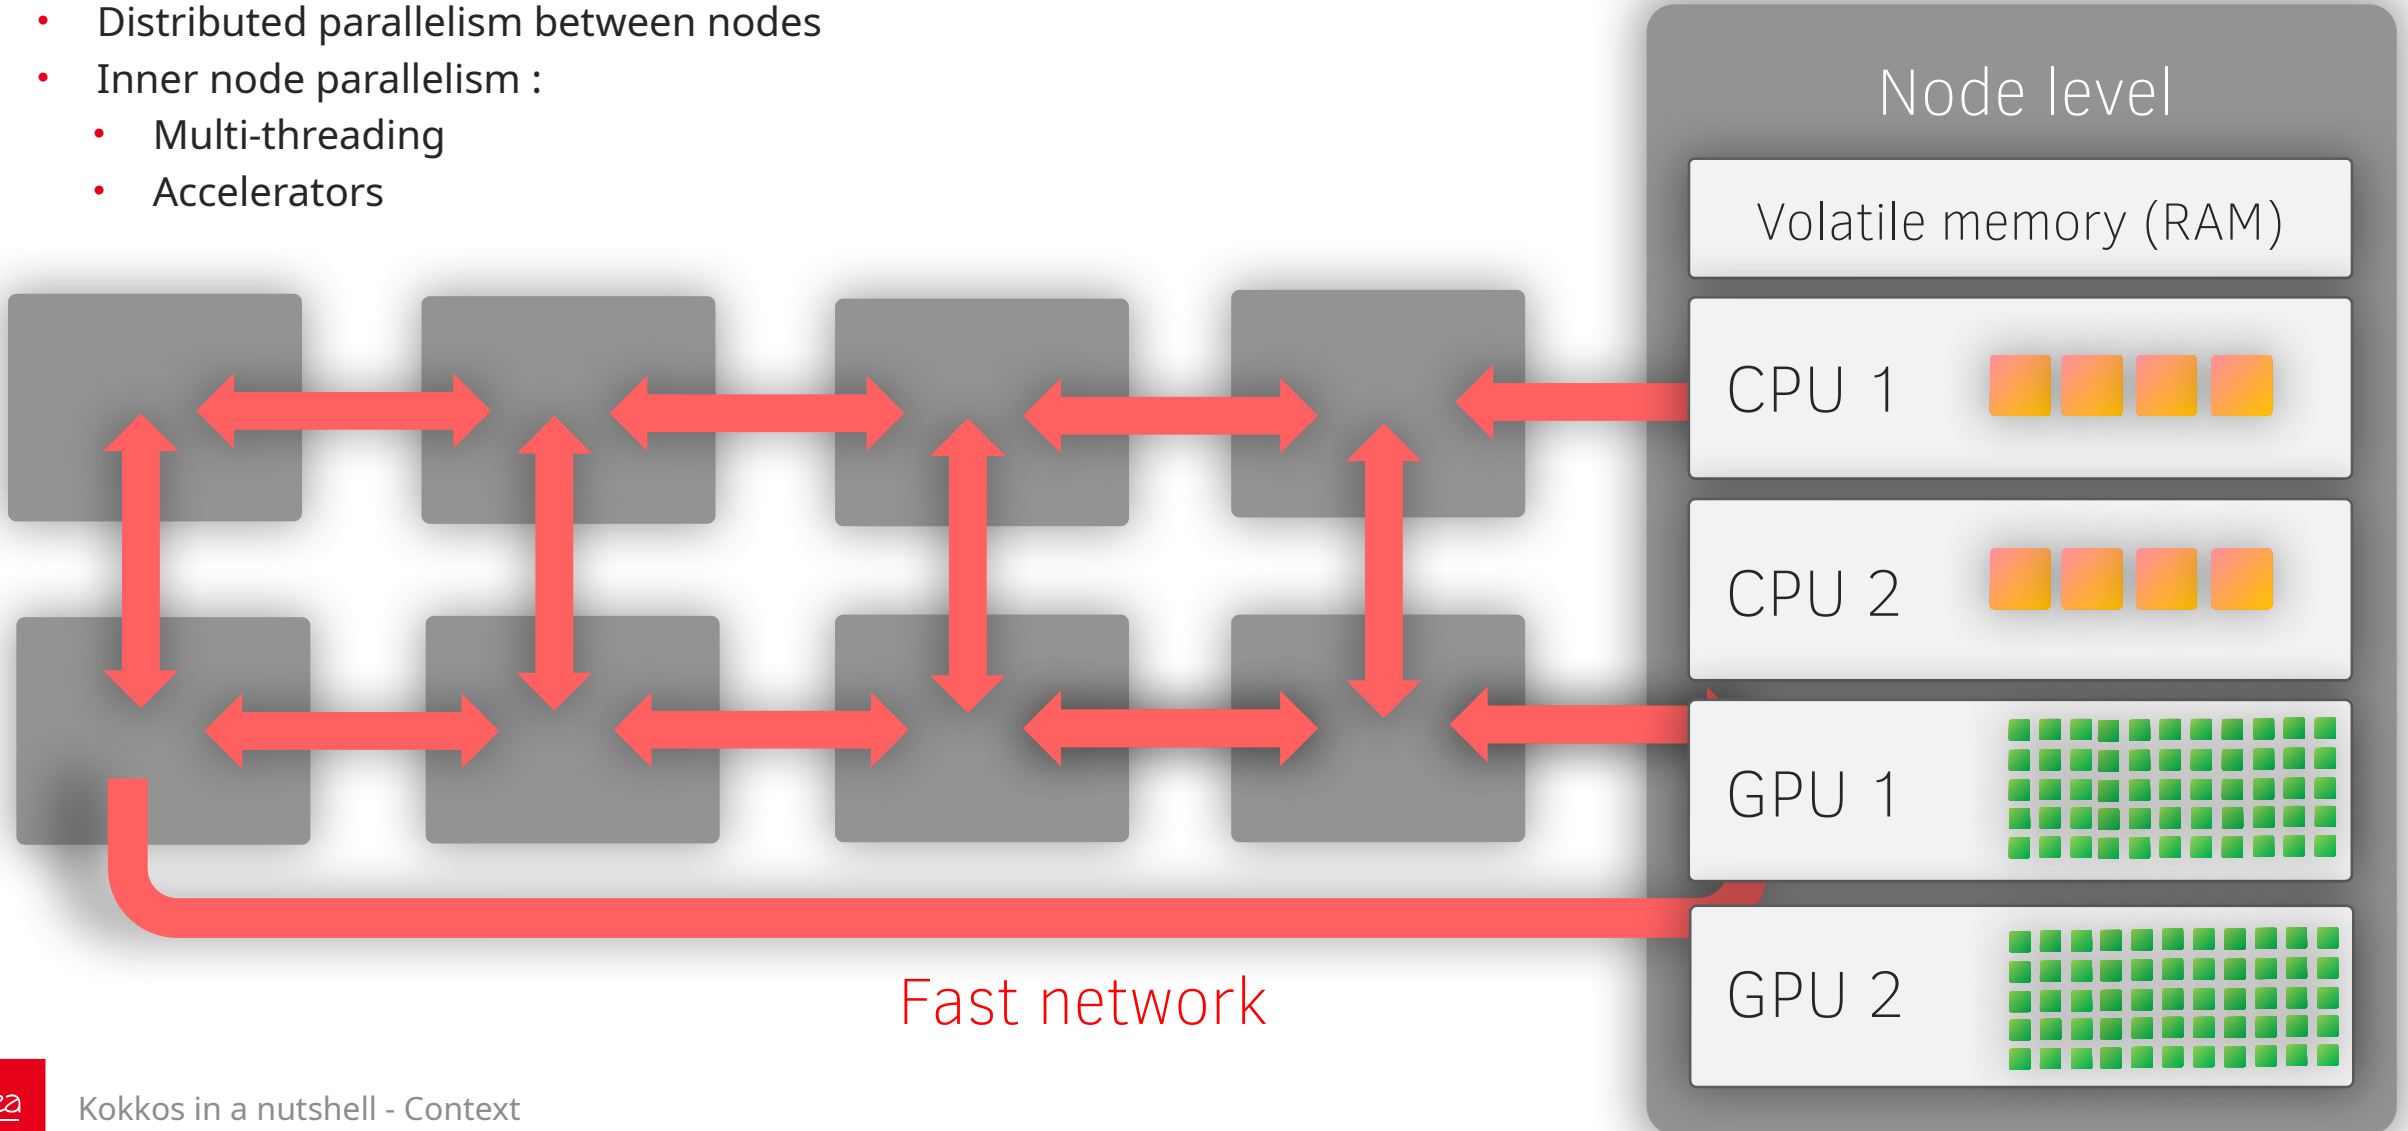 Distributed parallelism between nodes
Inner node parallelism :
Multi-threading
Accelerators
Node level
Volatile memory (RAM)
CPU 1
CPU 2
GPU 1
GPU 2
Fast network
Kokkos in a nutshell - Context